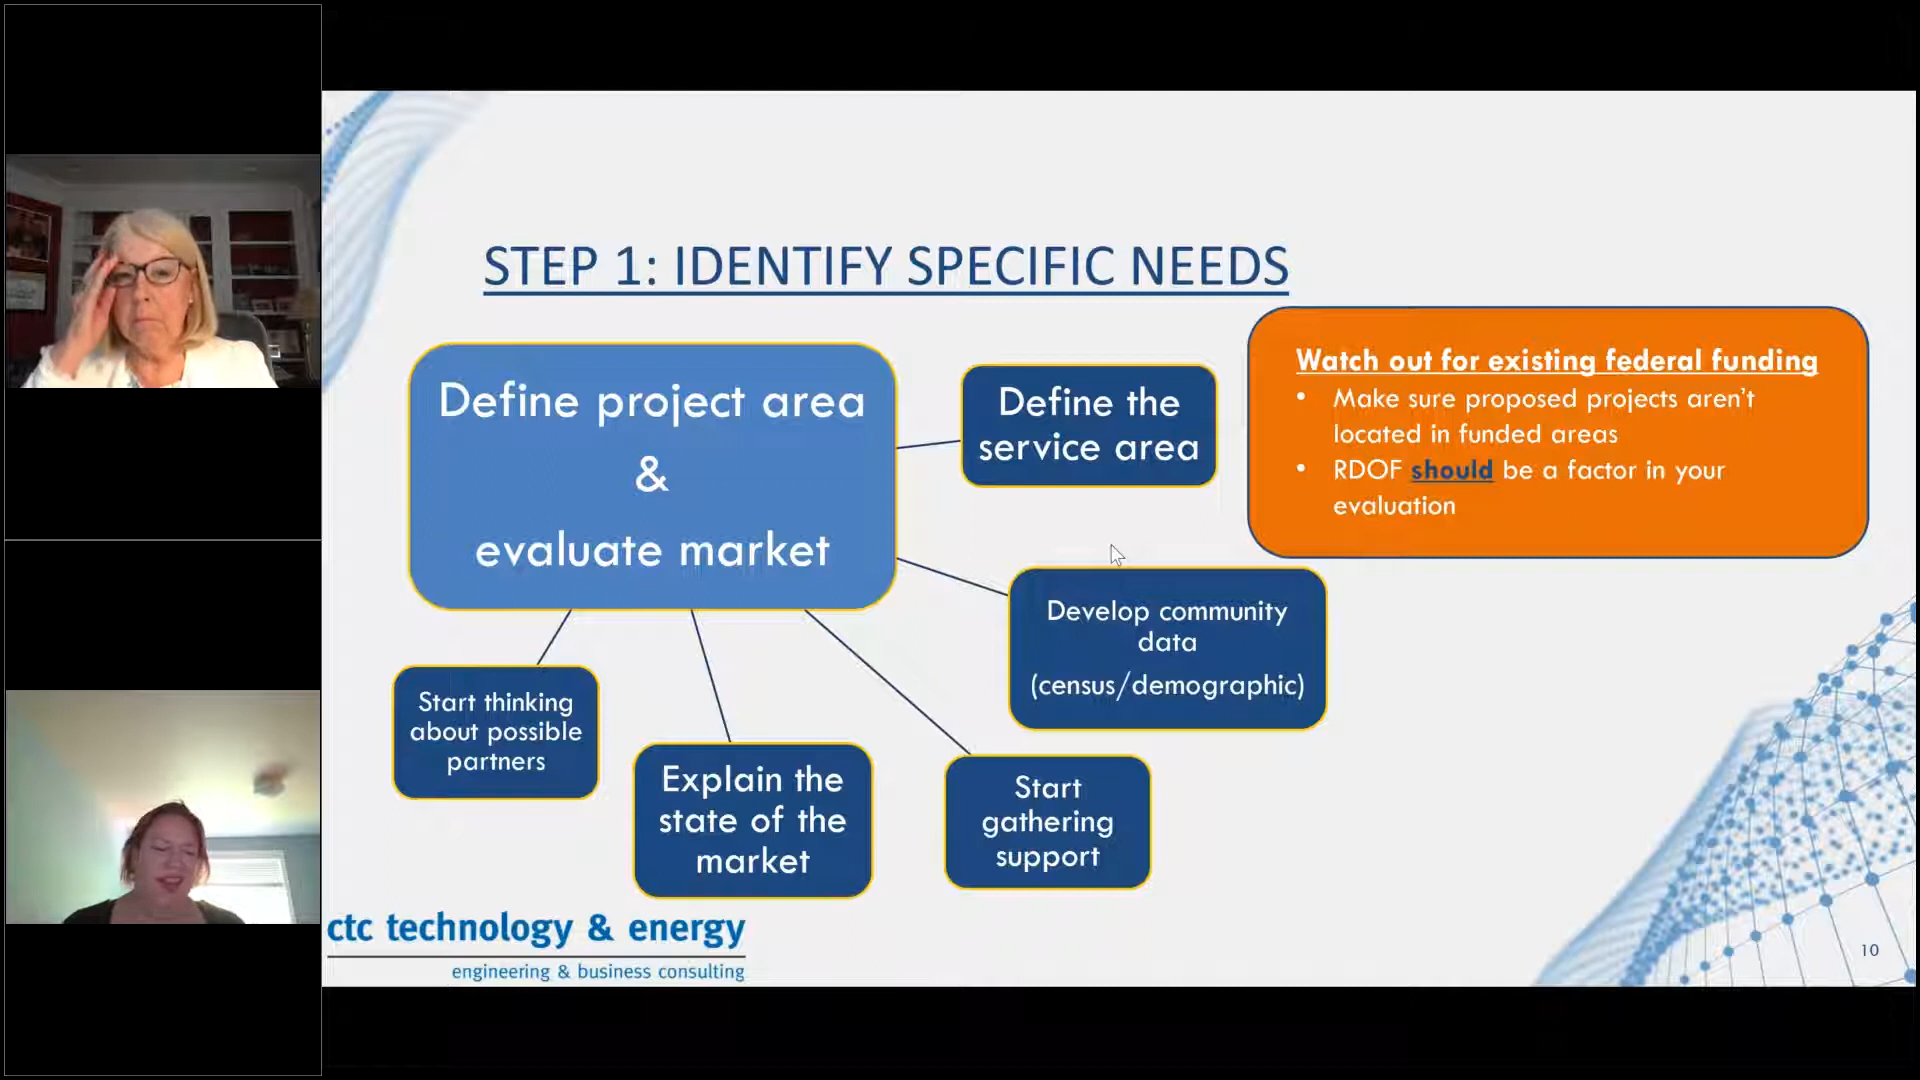 STEP 1: IDENTIFY SPECIFIC NEEDS
Define project area
&
evaluate market
Define the
service area
Watch out for existing federal funding
• Make sure proposed projects aren't
located in funded areas
• RDOF should be a factor in your
evaluation
Develop community
data
(census/demographic)
Start thinking
about possible
partners
Explain the
state of the
market
Start
gathering
support
ctc technology & energy
engineering & business consulting
10